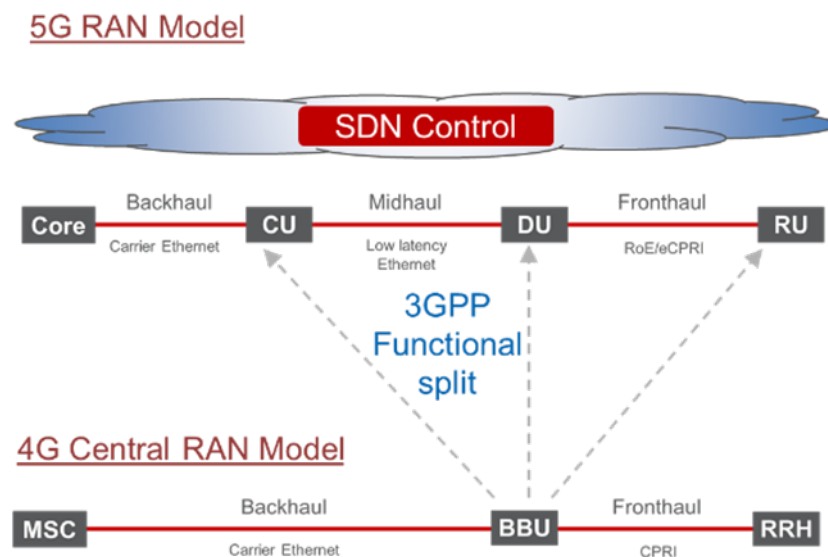 5G RAN Model
SDN Control
Backhaul
Midhaul
Fronthaul
Core
CU
DU
RU
Carrier Ethernet
Low latency
Ethernet
RoE/eCPRI
3GPP
Functional
split
4G Central RAN Model
Backhaul
Fronthaul
MSC
BBU
RRH
Carrier Ethernet
CPRI